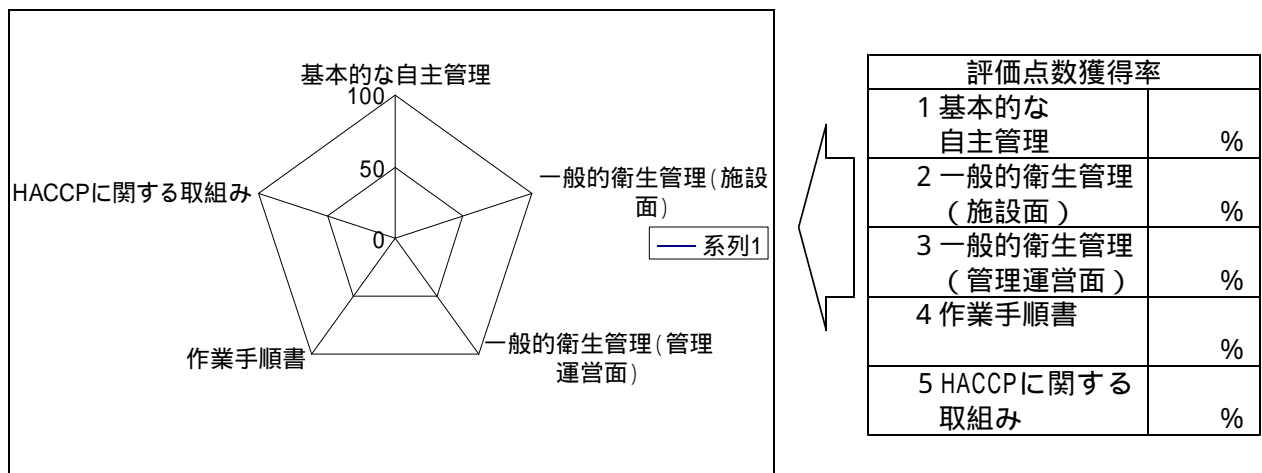 基本的な自主管理
100
50
0
HACCPに関する取組み
一般的衛生管理(施設
面)
系列1
作業手順書
一般的衛生管理(管理
運営面)
評価点数獲得率
1 基本的な
自主管理 %
2 一般的衛生管理
(施設面) %
3 一般的衛生管理
(管理運営面) %
4 作業手順書
%
5 HACCPに関する
取組み %